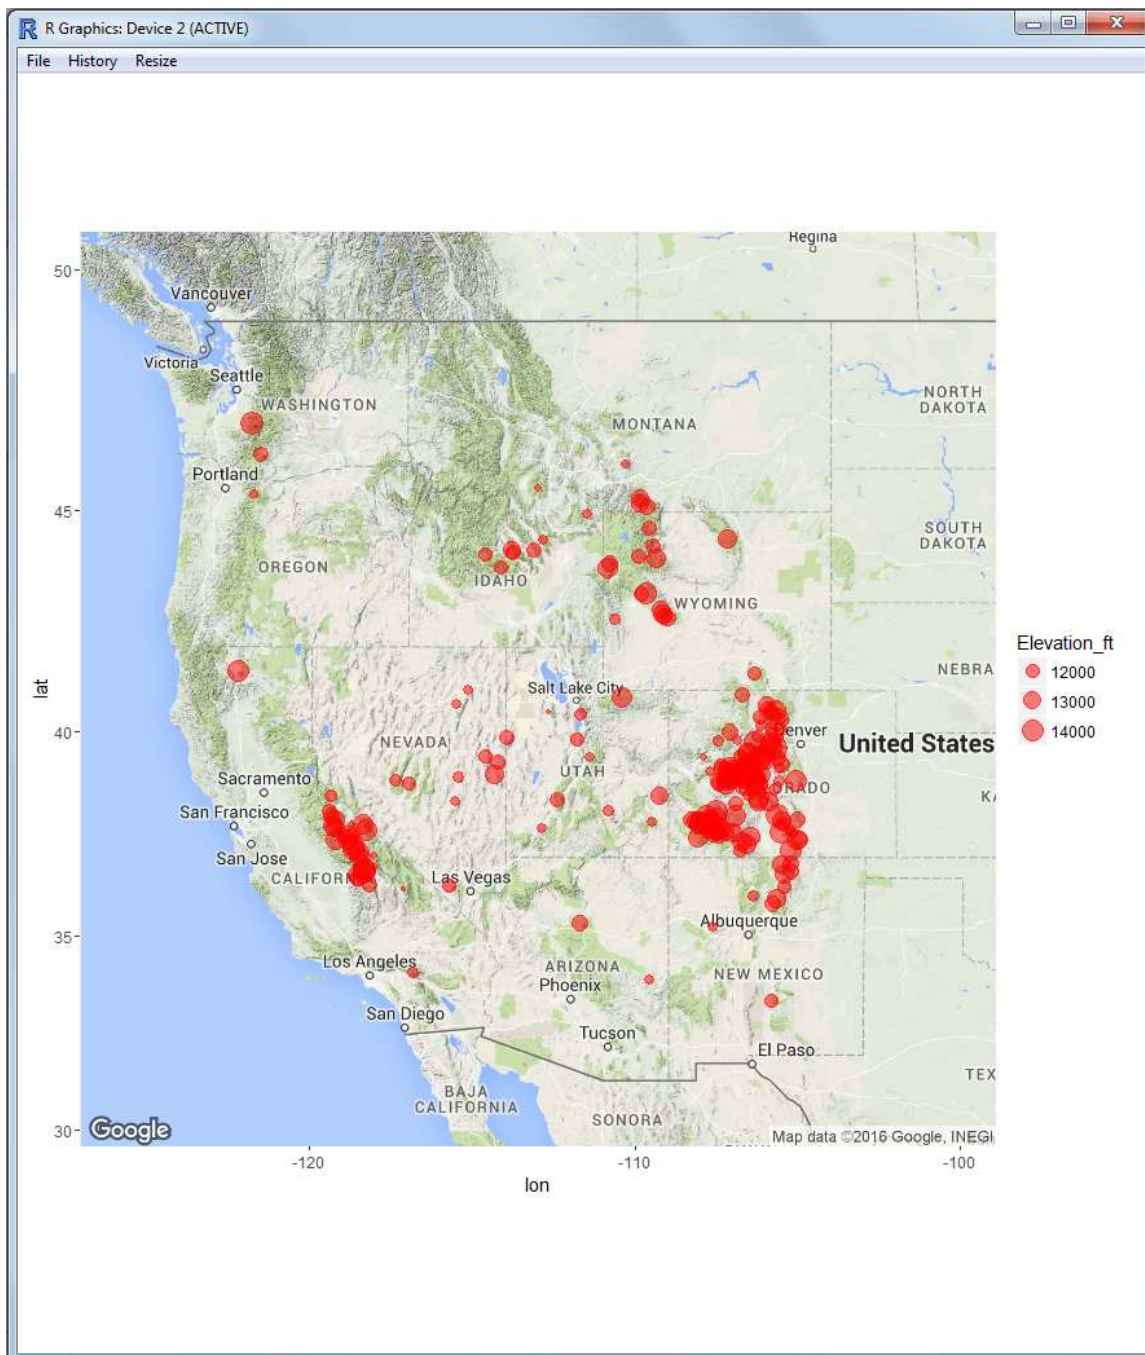 R Graphics: Device 2 (ACTIVE)
File History Resize
Regina
50
Vancouver
Victoria
Seattle
WASHINGTON
NORTH
DAKOTA
MONTANA
Portland
45
SOUTH
DAKOTA
OREGON
IDAHO
WYOMING
Elevation_ft
12000
13000
14000
lat
NEBRA
Salt Lake City
40
NEVADA
Denver
United States
UTAH
ORADO
KA
Sacramento
San Francisco
San Jose
CALIFOR
Las Vegas
Albuquerque
35
Los Angeles
ARIZONA
NEW MEXICO
Phoenix
San Diego
Tucson
El Paso
TEX
BAJA
CALIFORNIA
SONORA
30
Google
Map data ©2016 Google, INEGI
-120
-110
-100
lon